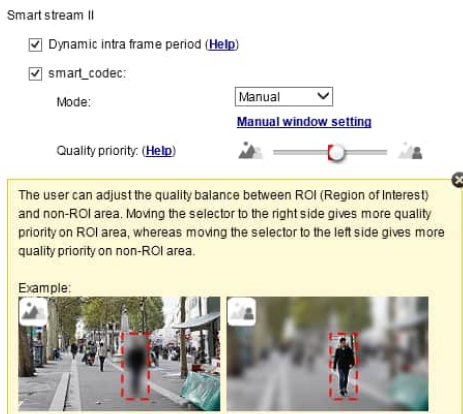 Smart stream II
Dynamic intra frame period (Help)
smart_codec:
Mode: Manual
Manual window setting
Quality priority: (Help)
The user can adjust the quality balance between ROI (Region of Interest)
and non-ROI area. Moving the selector to the right side gives more quality
priority on ROI area, whereas moving the selector to the left side gives more
quality priority on non-ROI area.
Example: